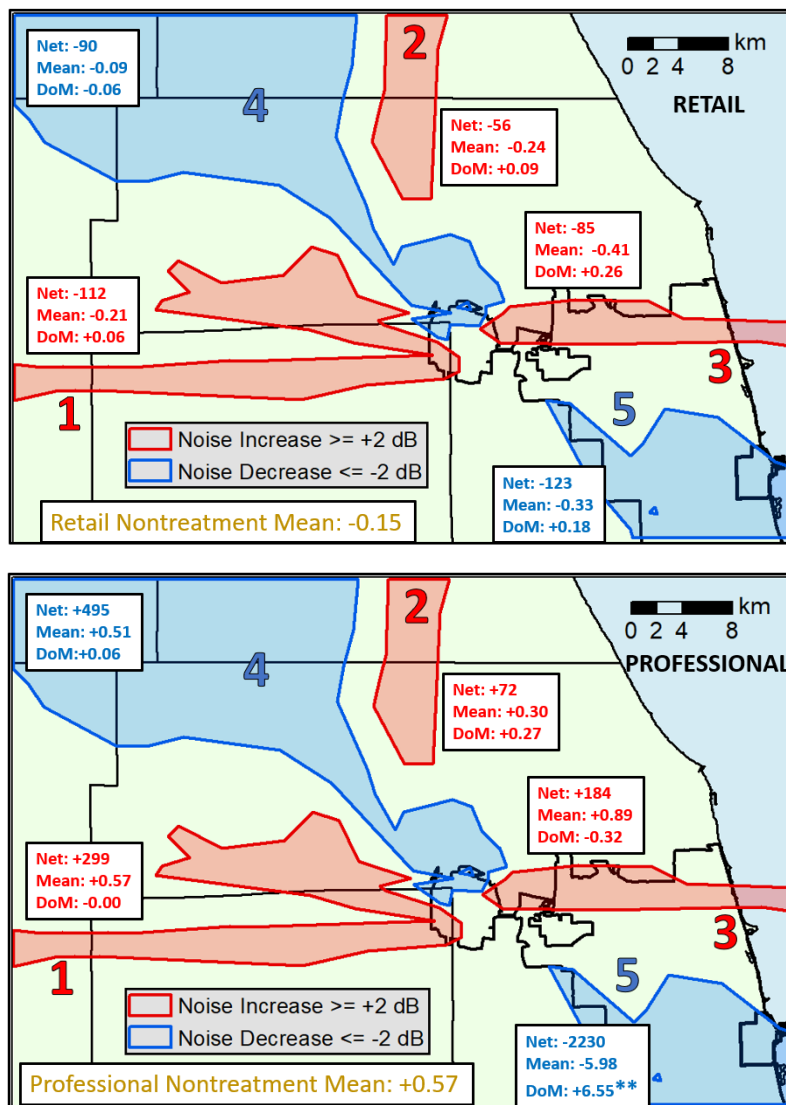 Net: -90
Mean: -0.09
DoM: -0.06
4
2
km
0 2 4 8
RETAIL
Net: -56
Mean: -0.24
DoM: +0.09
Net: -85
Mean: -0.41
DoM: +0.26
Net: -112
Mean: -0.21
DoM: +0.06
3
1
5
Noise Increase >= +2 dB
Noise Decrease <= -2 dB
Net: -123
Mean: -0.33
DoM: +0.18
Retail Nontreatment Mean: -0.15
Net: +495
Mean: +0.51
DoM:+0.06
4
2
km
0 2 4 8
PROFESSIONAL
Net: +72
Mean: +0.30
DoM: +0.27
Net: +184
Mean: +0.89
DoM: -0.32
Net: +299
Mean: +0.57
DoM: -0.00
3
1
5
Noise Increase >= +2 dB
Noise Decrease <= -2 dB
Net: -2230
Mean: -5.98
DoM: +6.55**
Professional Nontreatment Mean: +0.57